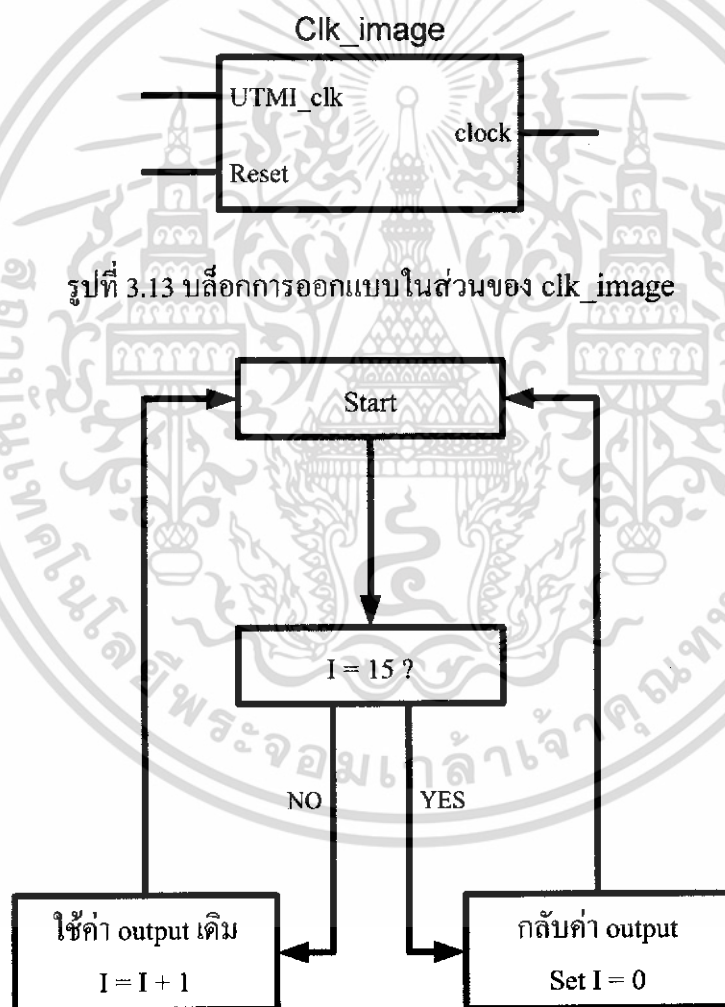 Clk_image
UTMI_clk
clock
Reset
รูปที่ 3.13 บล็อกการออกแบบในส่วนของ clk_image
Start
I = 15 ?
NO
YES
ใช้ค่า output เดิม
I = I + 1
กลับค่า output
Set I = 0